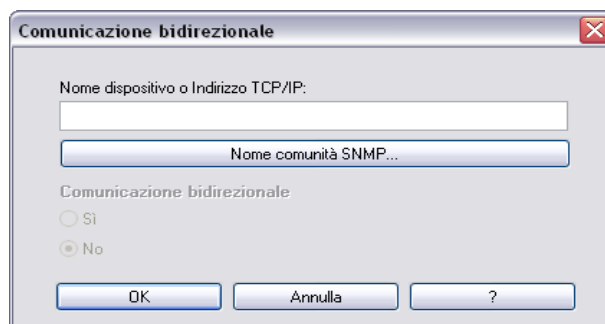 Comunicazione bidirezionale
Nome dispositivo o Indirizzo TCP/IP:
Nome comunità SNMP...
Comunicazione bidirezionale
Sì
No
OK
Annulla
?